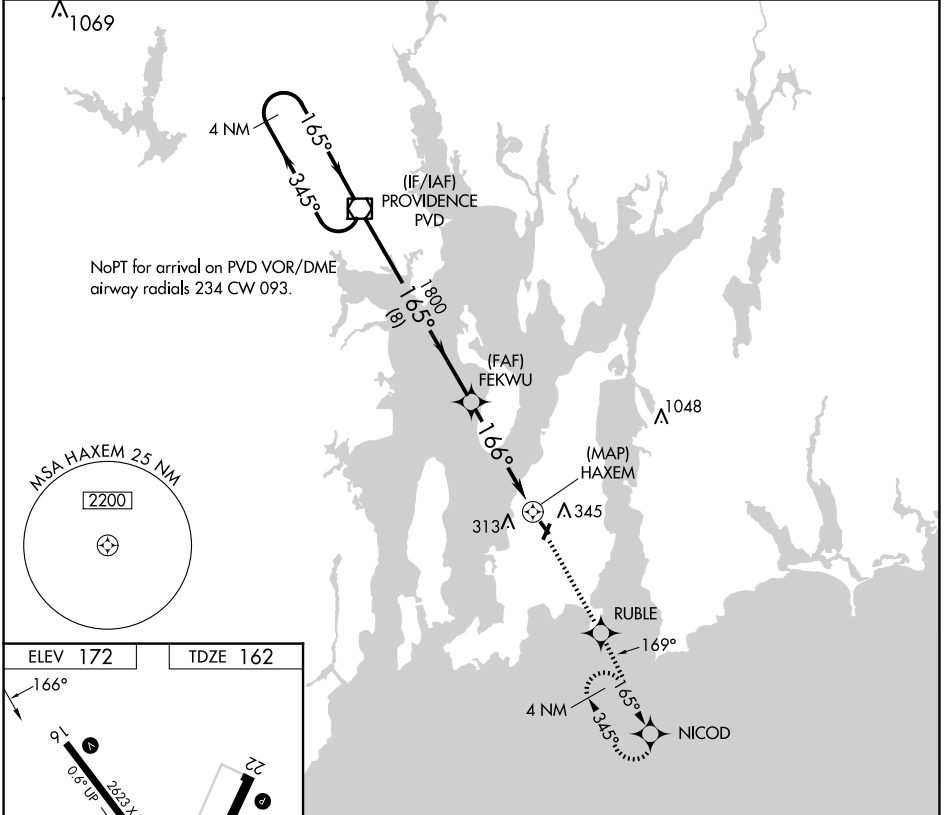 1069
4 NM
165°
345°
(IF/IAF)
PROVIDENCE
PVD
NoPT for arrival on PVD VOR/DME
airway radials 234 CW 093.
1800
165°
(8)
(FAF)
FEKWU
166°
1048
(MAP)
HAXEM
313
345
MSA HAXEM 25 NM
2200
RUBLE
169°
165°
4 NM
345°
NICOD
ELEV 172
TDZE 162
166°
16
V
0.6° UP
2623 X
22
P